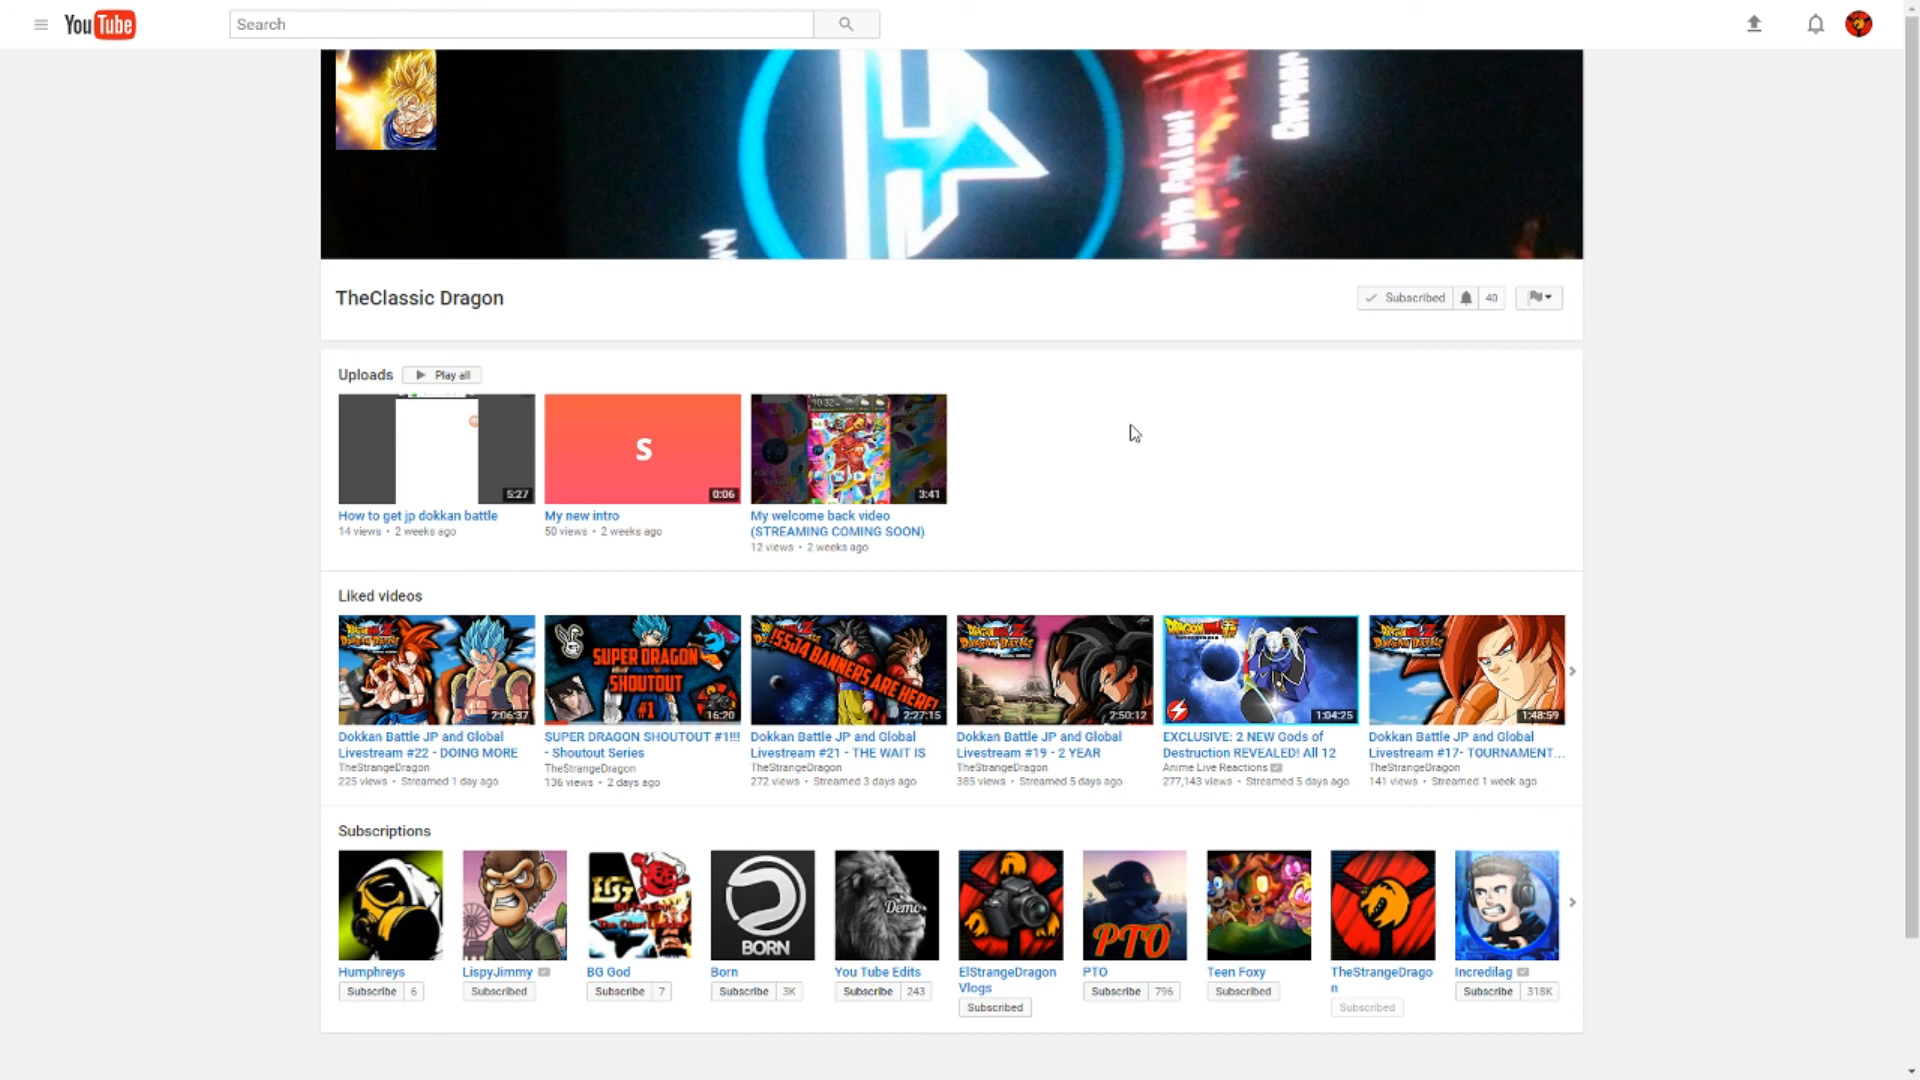 YouTube
Search
TheClassic Dragon
Subscribed 40
Uploads Play all
5:27
S
0:06
10:32
3:41
How to get jp dokkan battle
14 views • 2 weeks ago
My new intro
50 views • 2 weeks ago
My welcome back video
(STREAMING COMING SOON)
12 views • 2 weeks ago
Liked videos
2:06:37
SUPER DRAGON
SHOUTOUT
#1
16:20
!SSJ4 BANNERS ARE HERE!
2:27:15
2:50:12
1:04:25
1:48:59
Dokkan Battle JP and Global
Livestream #22 - DOING MORE
TheStrangeDragon
225 views • Streamed 1 day ago
SUPER DRAGON SHOUTOUT #1!!!
- Shoutout Series
TheStrangeDragon
136 views • 2 days ago
Dokkan Battle JP and Global
Livestream #21 - THE WAIT IS
TheStrangeDragon
272 views • Streamed 3 days ago
Dokkan Battle JP and Global
Livestream #19 - 2 YEAR
TheStrangeDragon
385 views • Streamed 5 days ago
EXCLUSIVE: 2 NEW Gods of
Destruction REVEALED! All 12
Anime Live Reactions
277,143 views • Streamed 5 days ago
Dokkan Battle JP and Global
Livestream #17- TOURNAMENT...
TheStrangeDragon
141 views • Streamed 1 week ago
Subscriptions
BORN
Demo
PTO
Humphreys
Subscribe 6
LispyJimmy
Subscribed
BG God
Subscribe 7
Born
Subscribe 3K
You Tube Edits
Subscribe 243
ElStrangeDragon
Vlogs
Subscribed
PTO
Subscribe 796
Teen Foxy
Subscribed
TheStrangeDrago
n
Subscribed
Incredilag
Subscribe 318K